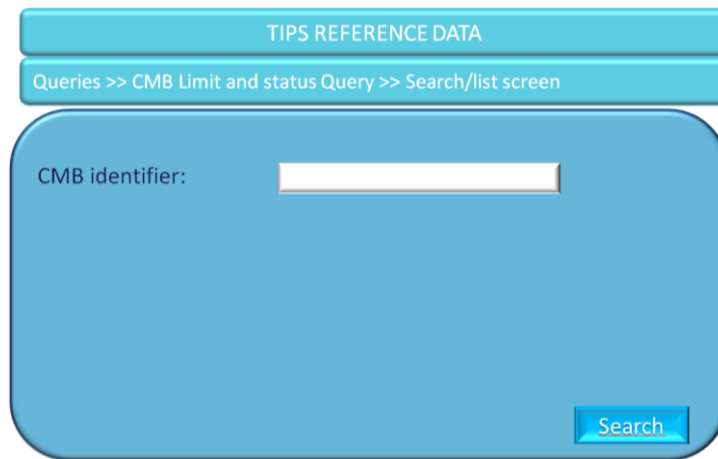 TIPS REFERENCE DATA
Queries >> CMB Limit and status Query >> Search/list screen
CMB identifier:
Search